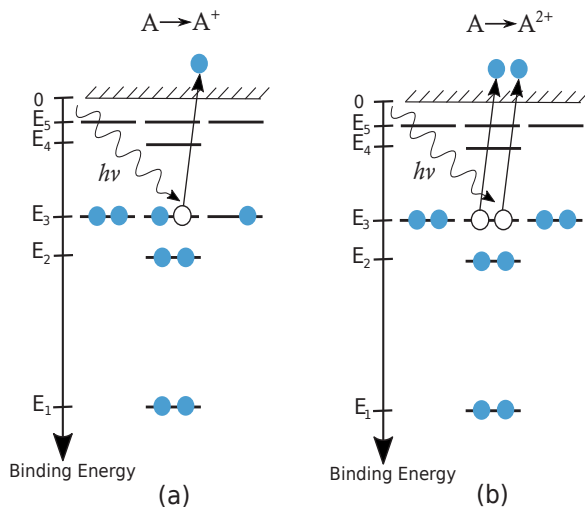 A → A⁺
0
E₅
E₄
hν
E₃
E₂
E₁
Binding Energy
(a)
A → A²⁺
0
E₅
E₄
hν
E₃
E₂
E₁
Binding Energy
(b)